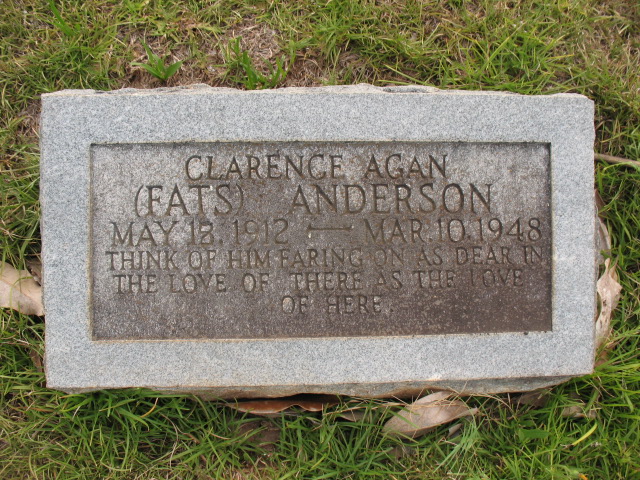 CLARENCE AGAN
(FATS) ANDERSON
MAY 13, 1912 — MAR. 10, 1948
THINK OF HIM FARING ON AS DEAR IN
THE LOVE OF THERE AS THE LOVE
OF HERE.